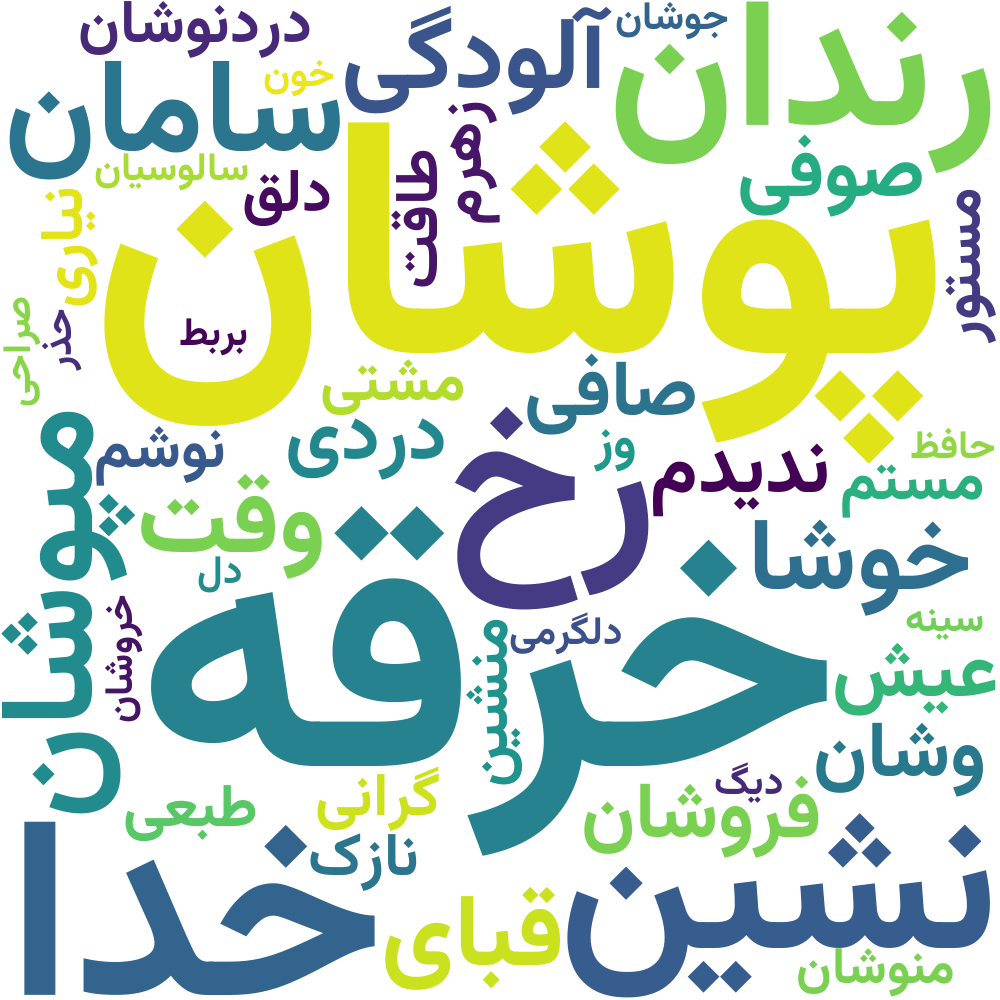 دردنوشان
آلودگی
جوشان
رندان
سامان
خون
زهرم
صوفی
سالوسیان
دلق
طاقت
مستور
نیاری
پوشان
بربط
حذر
صراحی
مشتی
صافی
میپوشان
نوشم
دردی
رخ
وز
ندیدم
حافظ
مستم
وقت
خوشا
دل
خرقه
خروشان
دلگرمی
سینه
منشین
عیش
وشان
دیگ
طبعی
گرانی
فروشان
نازک
خدا
قبای
نشین
منوشان